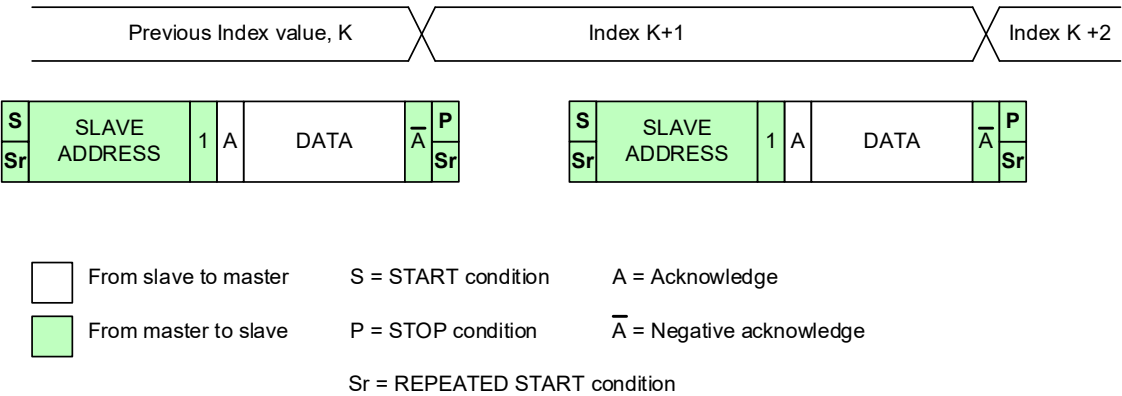 Previous Index value, K Index K+1 Index K +2
S SLAVE ADDRESS 1 A DATA A̅ P S SLAVE ADDRESS 1 A DATA A̅ P
Sr Sr Sr Sr
From slave to master S = START condition A = Acknowledge
From master to slave P = STOP condition A̅ = Negative acknowledge
Sr = REPEATED START condition